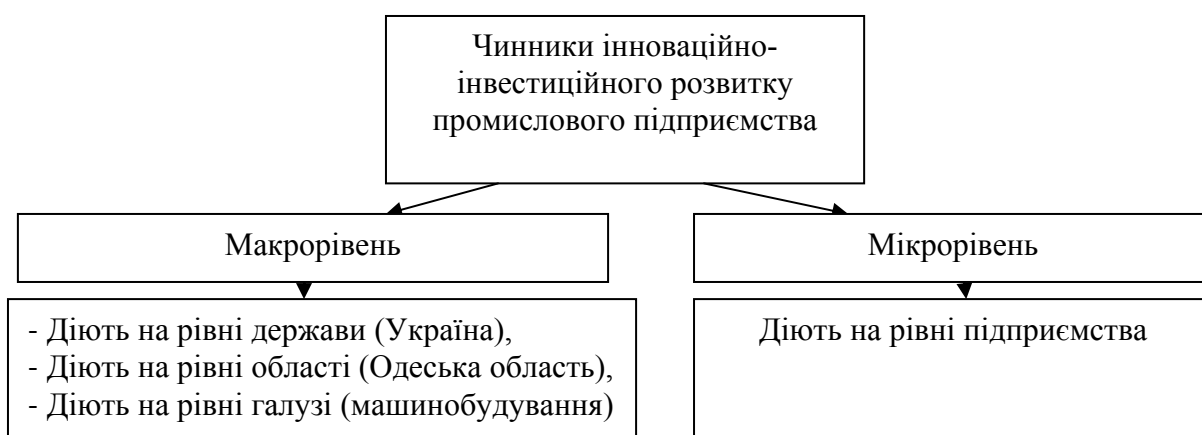 Чинники інноваційно-
інвестиційного розвитку
промислового підприємства
Макрорівень
Мікрорівень
- Діють на рівні держави (Україна),
- Діють на рівні області (Одеська область),
- Діють на рівні галузі (машинобудування)
Діють на рівні підприємства